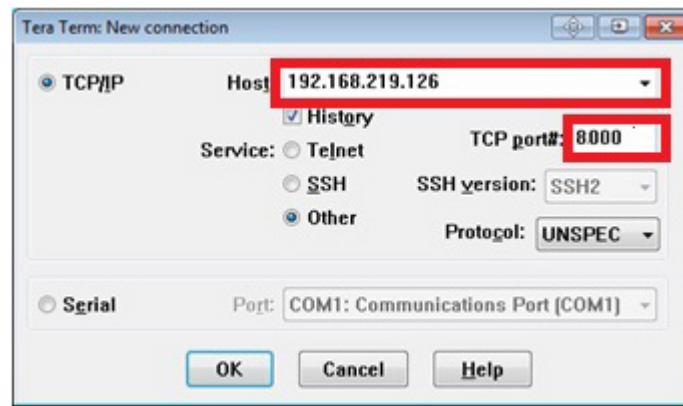 Tera Term: New connection
TCP/IP Host 192.168.219.126
History
Service: Telnet TCP port#: 8000
SSH SSH version: SSH2
Other Protocol: UNSPEC
Serial Port: COM1: Communications Port (COM1)
OK Cancel Help